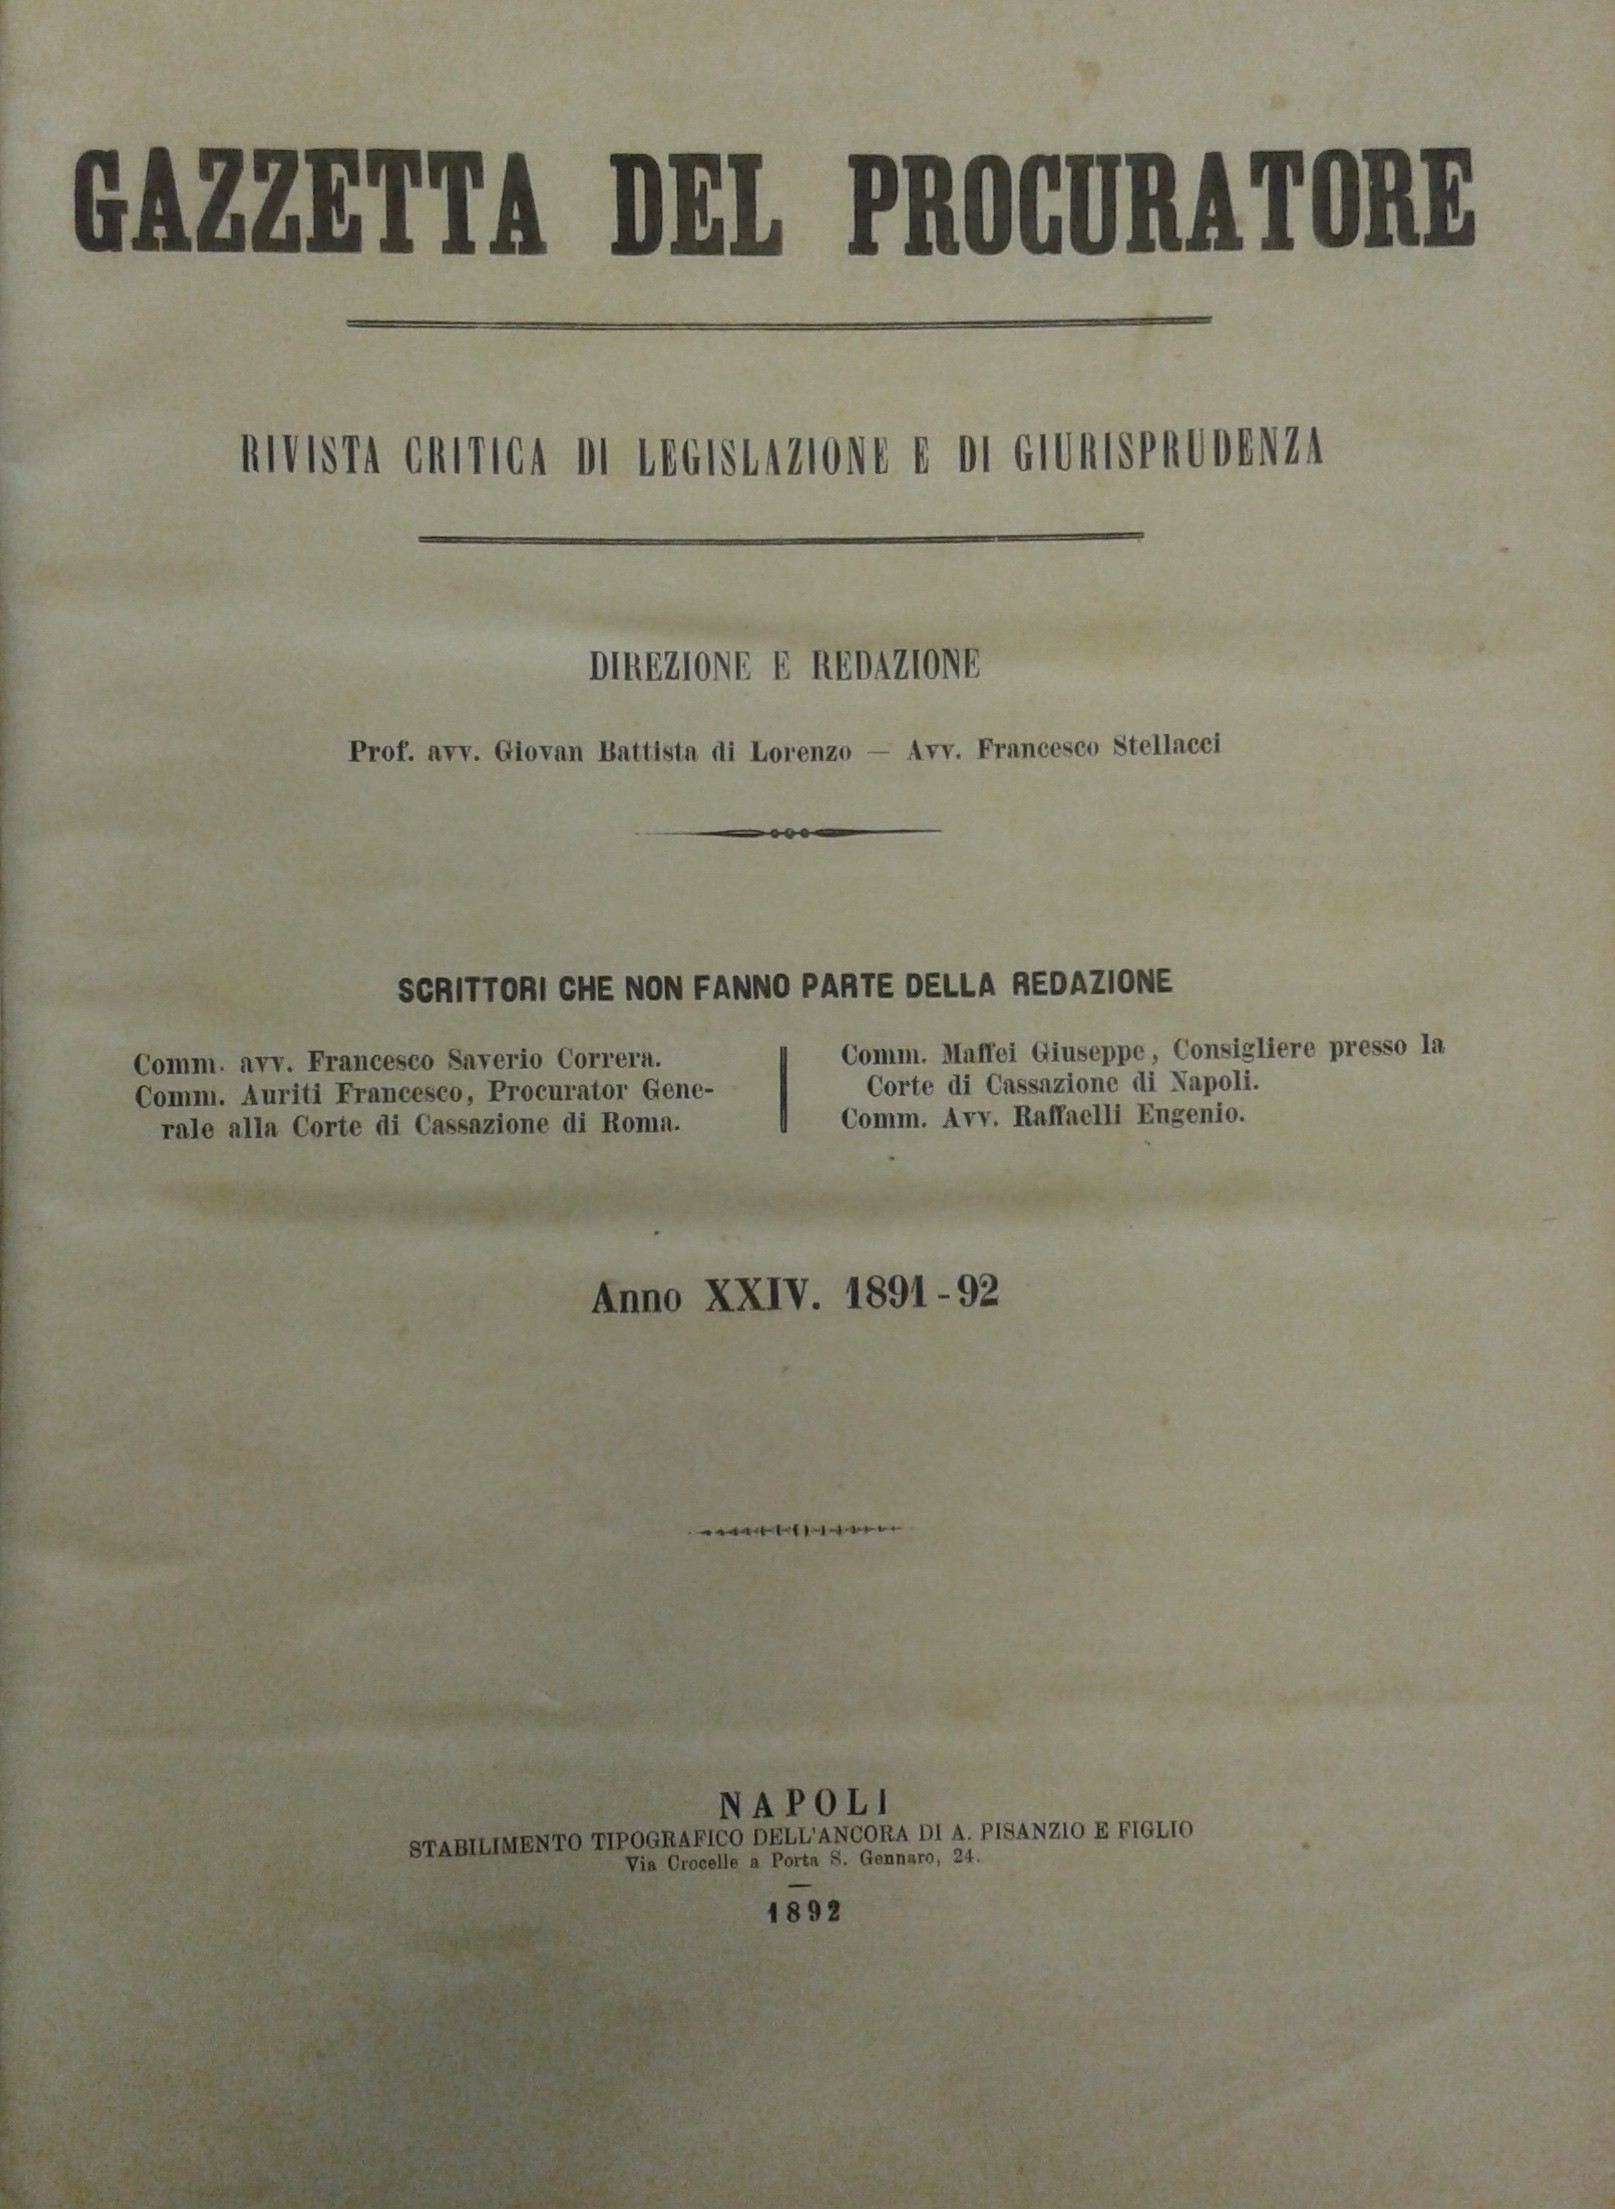 GAZZETTA DEL PROCURATORE
RIVISTA CRITICA DI LEGISLAZIONE E DI GIURISPRUDENZA
DIREZIONE E REDAZIONE
Prof. avv. Giovan Battista di Lorenzo — Avv. Francesco Stellacci
SCRITTORI CHE NON FANNO PARTE DELLA REDAZIONE
Comm. avv. Francesco Saverio Correra.
Comm. Auriti Francesco, Procurator Gene-
rale alla Corte di Cassazione di Roma.
Comm. Maffei Giuseppe, Consigliere presso la
Corte di Cassazione di Napoli.
Comm. Avv. Raffaelli Engenio.
Anno XXIV. 1891-92
NAPOLI
STABILIMENTO TIPOGRAFICO DELL'ANCORA DI A. PISANZIO E FIGLIO
Via Crocelle a Porta S. Gennaro, 24.
1892